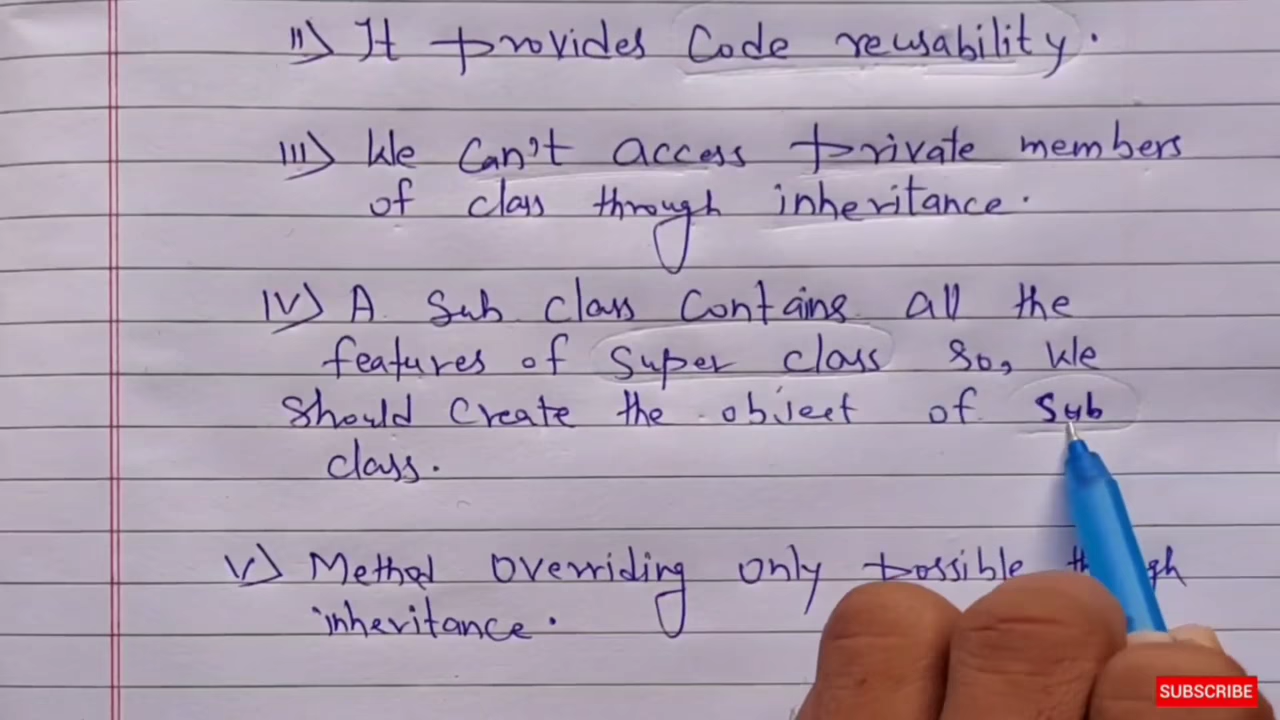 II) It provides Code reusability.
III) We can't access private members
of class through inheritance.
IV) A Sub class Contains all the
features of Super class So, We
Should Create the object of Sub
class.
V) Method Overriding only possible
inheritance.
SUBSCRIBE